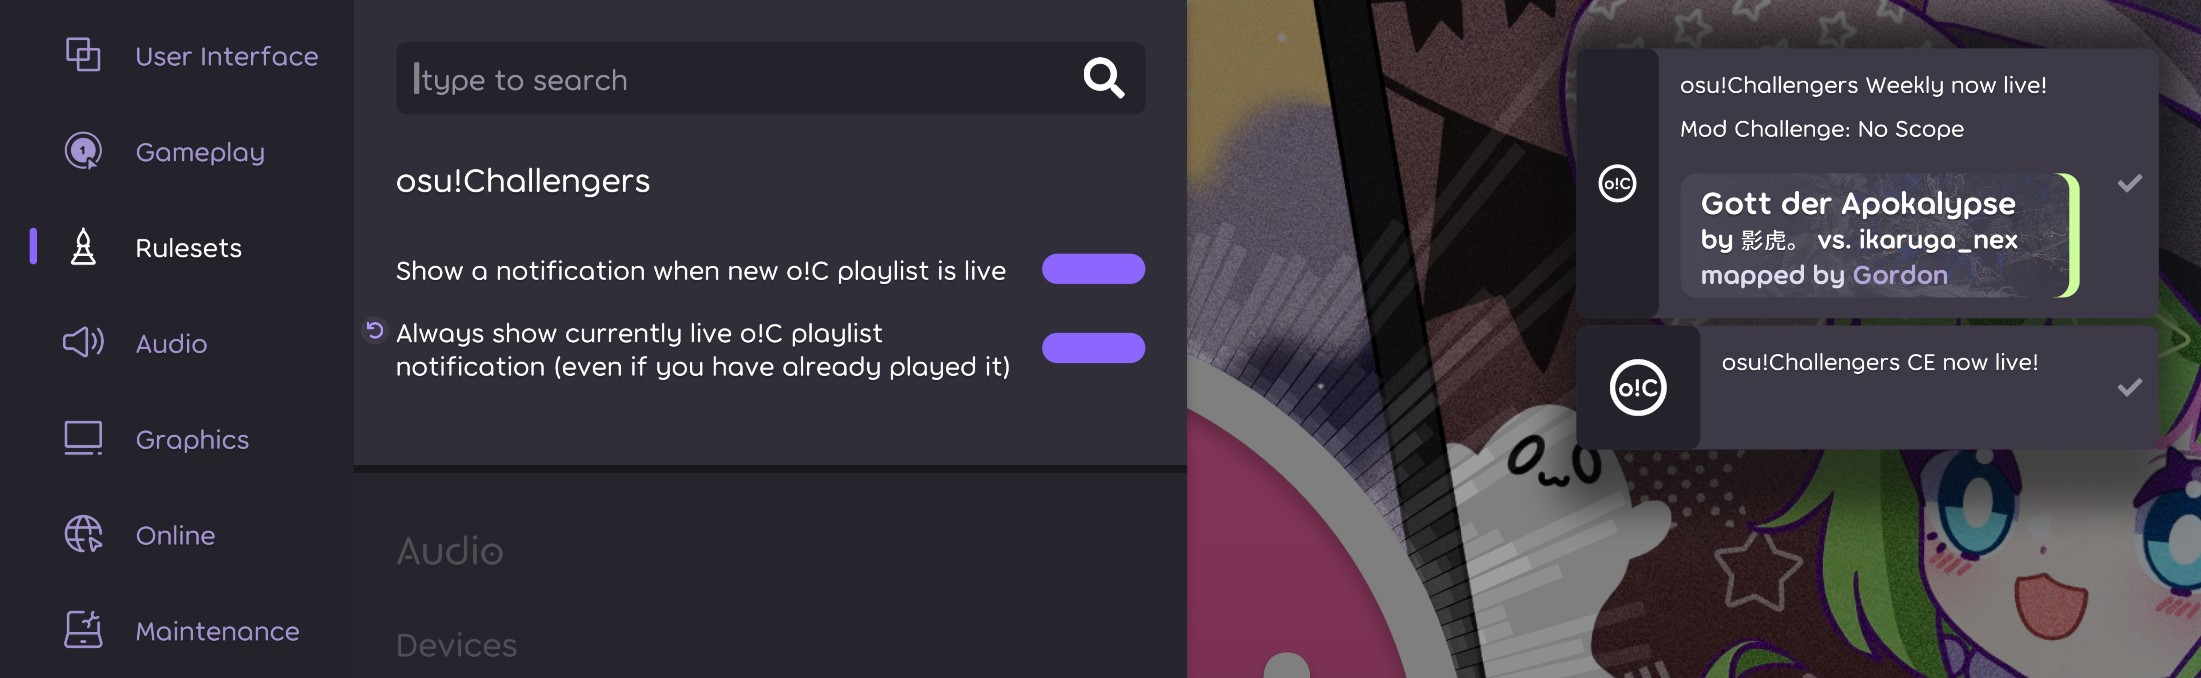 User Interface
Gameplay
Rulesets
Audio
Graphics
Online
Maintenance
type to search
osu!Challengers
Show a notification when new o!C playlist is live
Always show currently live o!C playlist
notification (even if you have already played it)
Audio
Devices
o!C
osu!Challengers Weekly now live!
Mod Challenge: No Scope
Gott der Apokalypse
by 影虎。 vs. ikaruga_nex
mapped by Gordon
o!C
osu!Challengers CE now live!